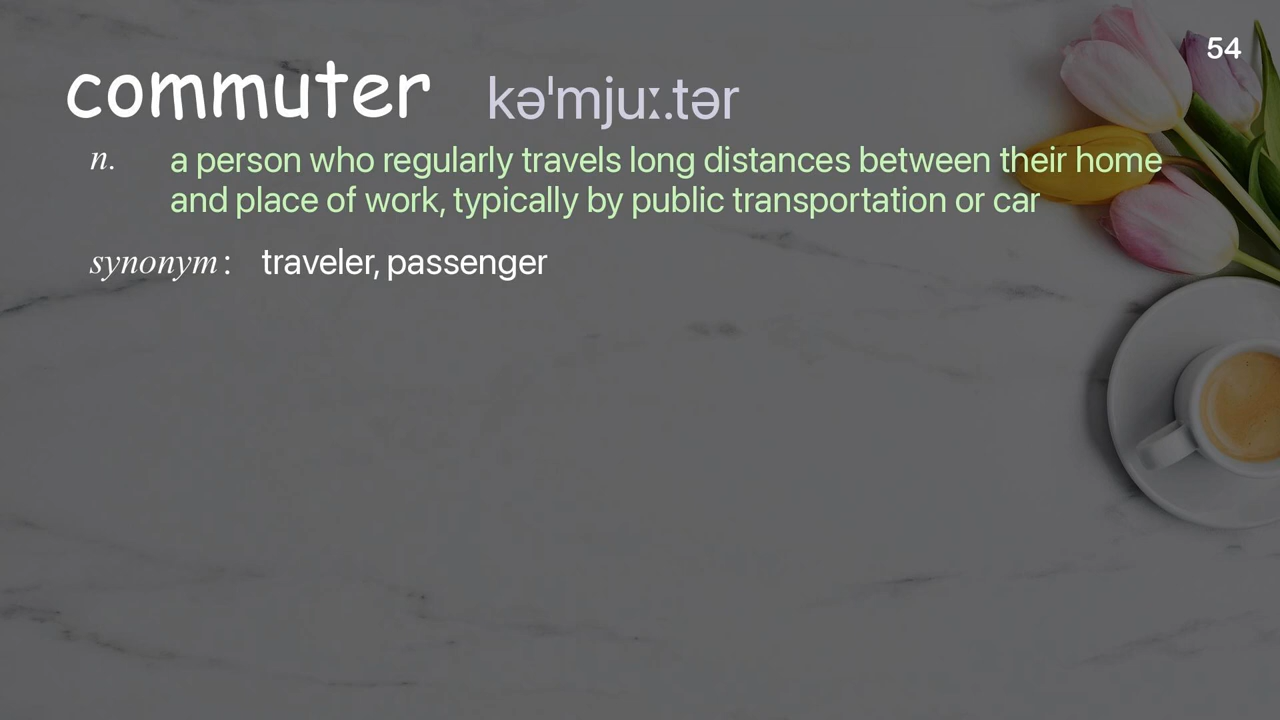 54
commuter kə'mjuː.tər
n. a person who regularly travels long distances between their home
and place of work, typically by public transportation or car
synonym : traveler, passenger